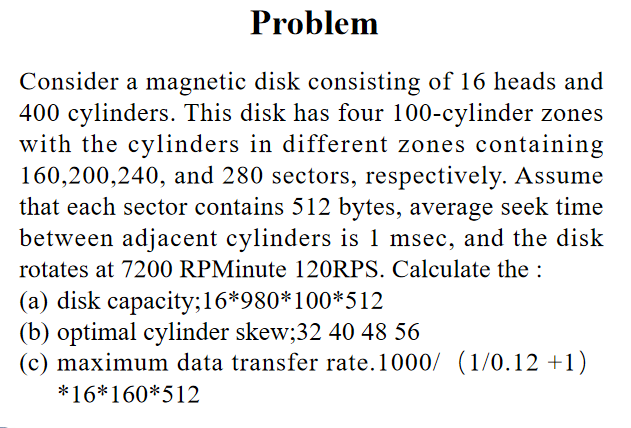 Problem
Consider a magnetic disk consisting of 16 heads and
400 cylinders. This disk has four 100-cylinder zones
with the cylinders in different zones containing
160,200,240, and 280 sectors, respectively. Assume
that each sector contains 512 bytes, average seek time
between adjacent cylinders is 1 msec, and the disk
rotates at 7200 RPMinute 120RPS. Calculate the :
(a) disk capacity;16*980*100*512
(b) optimal cylinder skew;32 40 48 56
(c) maximum data transfer rate.1000/（1/0.12 +1）
*16*160*512